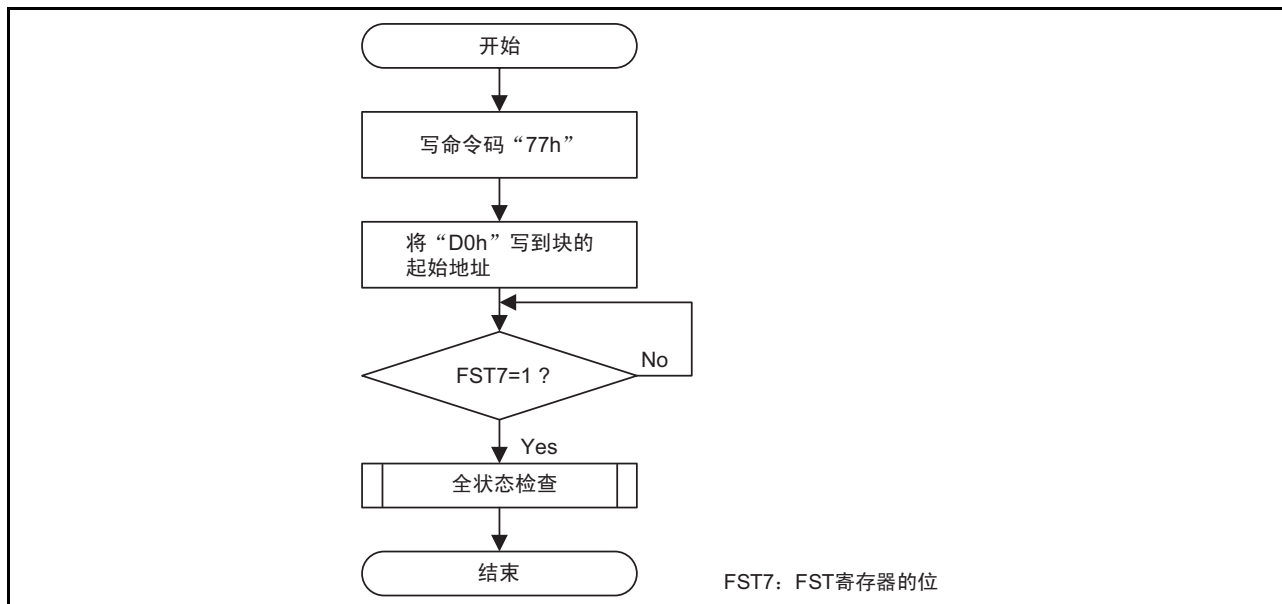 开始
写命令码“77h”
将“D0h”写到块的
起始地址
No
FST7=1 ?
Yes
全状态检查
结束
FST7：FST寄存器的位